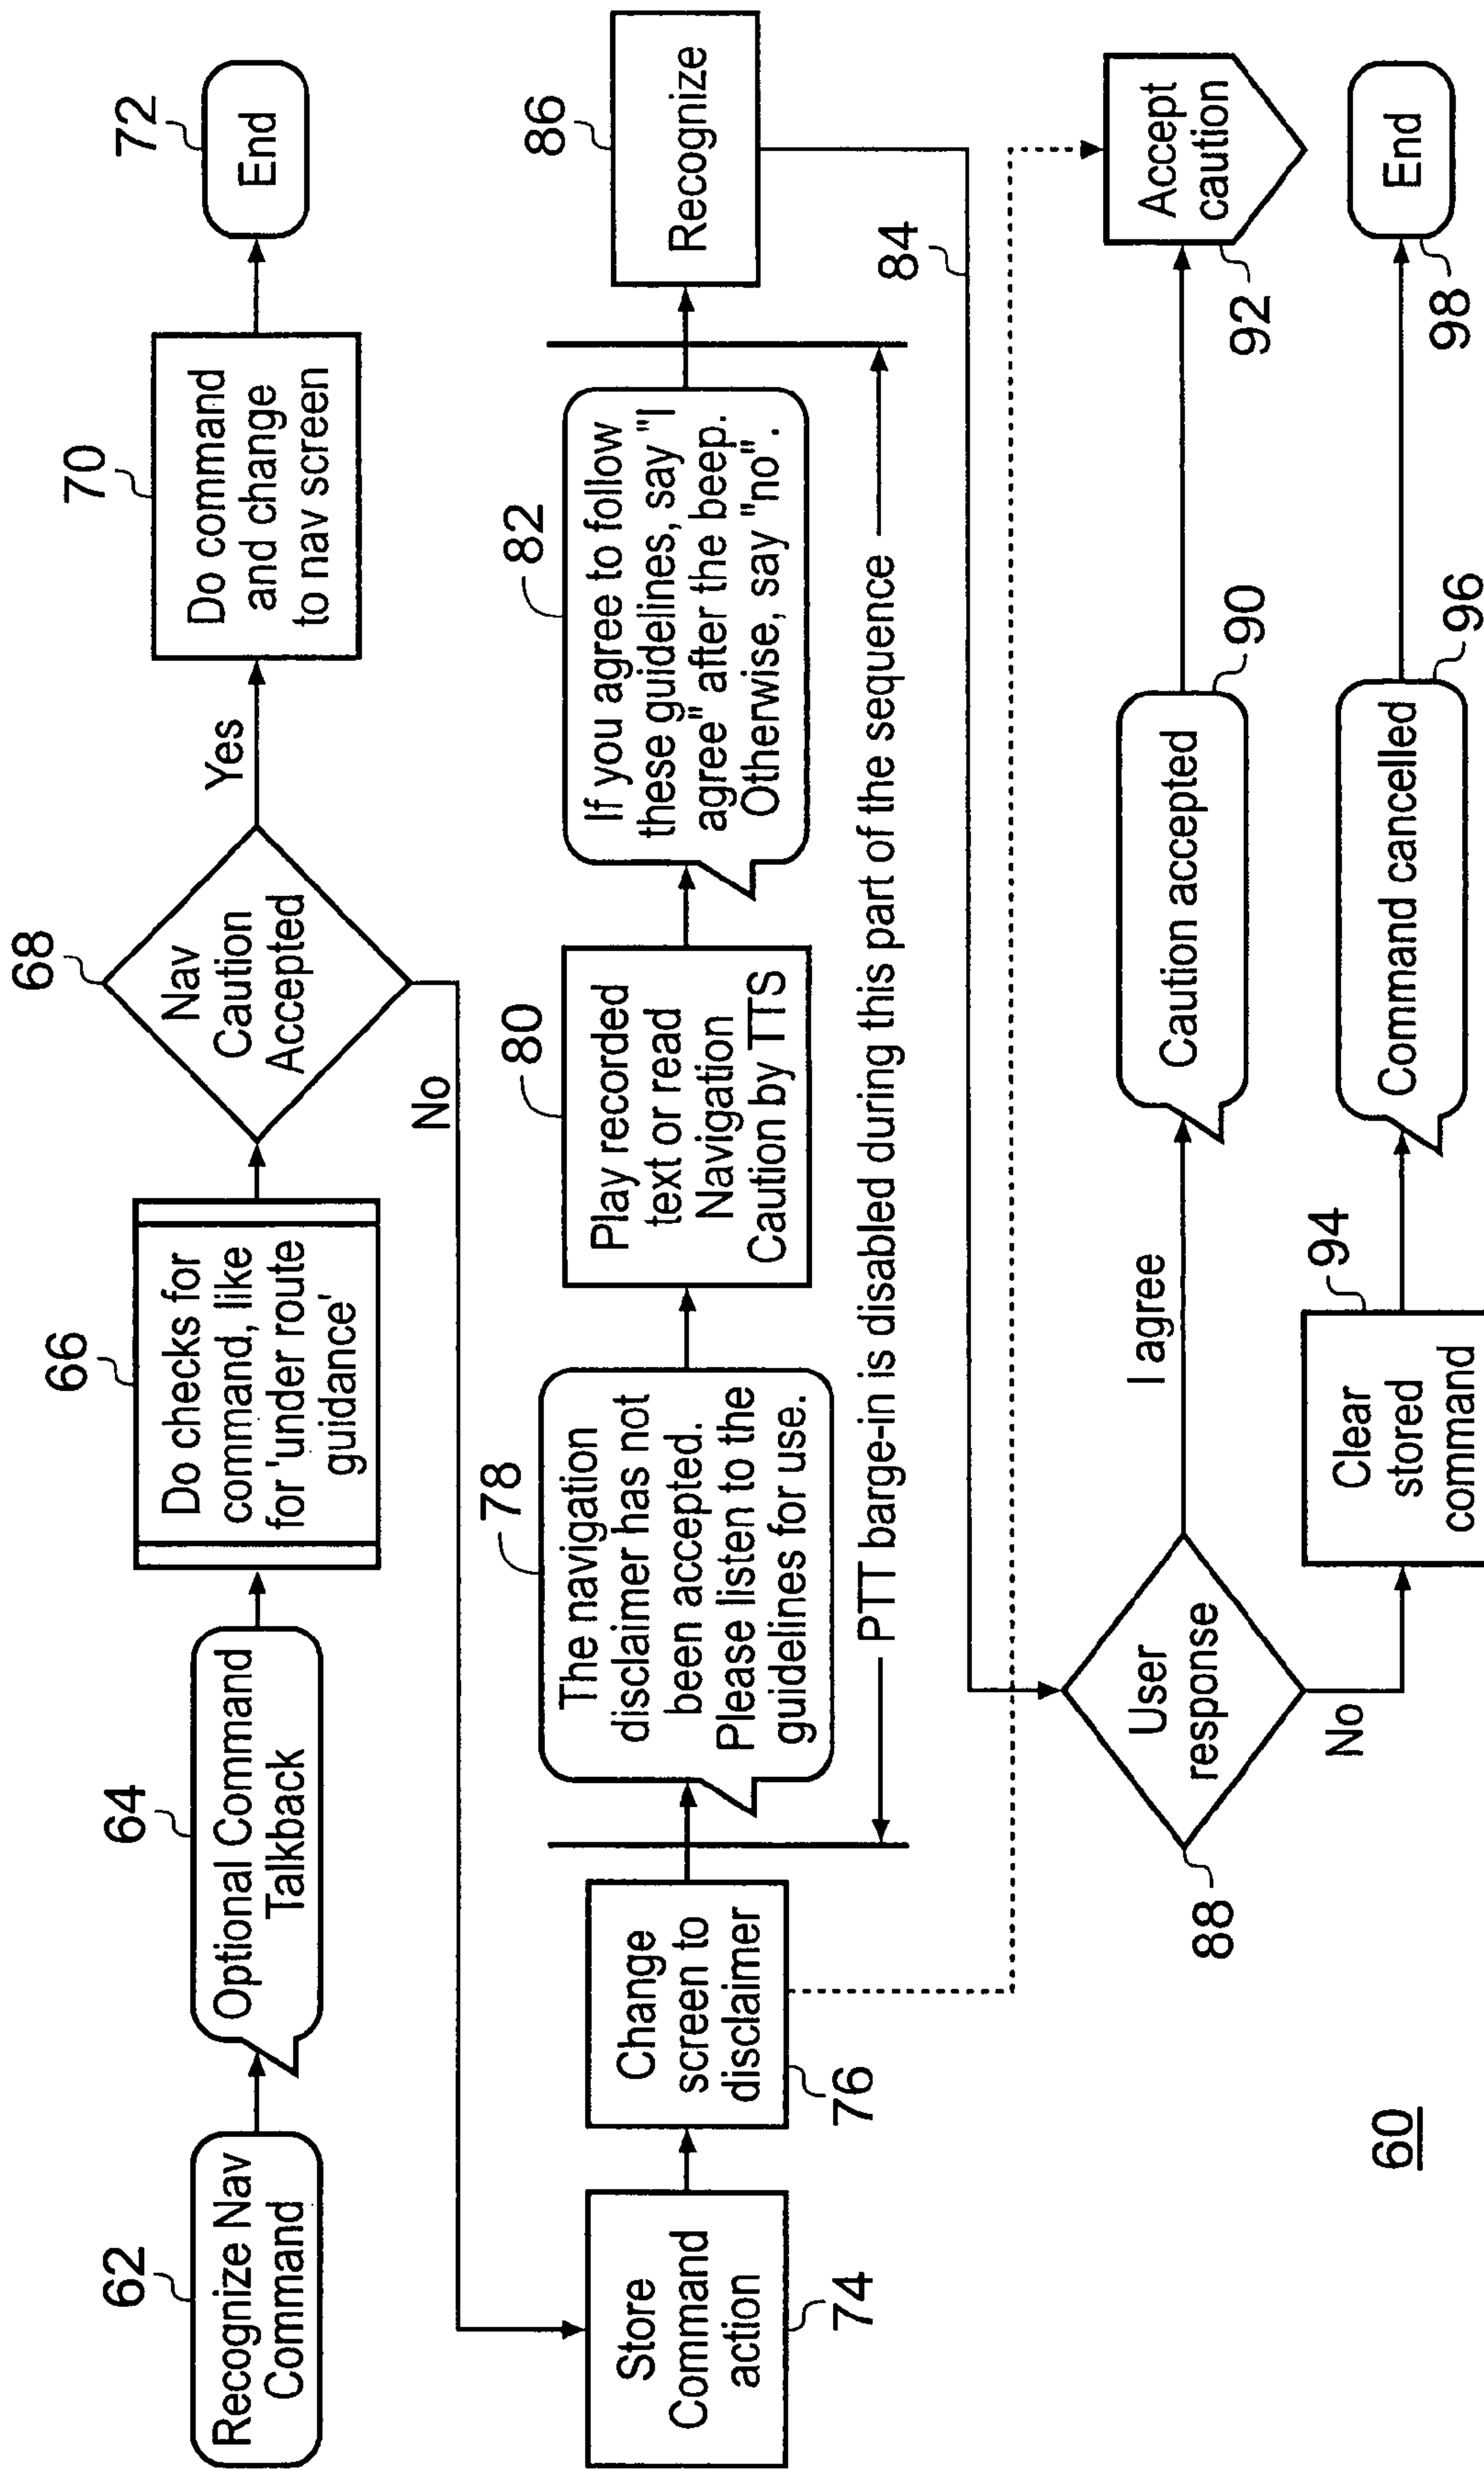 62
Recognize Nav
Command
64
Optional Command
Talkback
66
Do checks for
command, like
for 'under route
guidance'
68
Nav
Caution
Accepted
Yes
No
70
Do command
and change
to nav screen
72
End
Store
Command
action
74
Change
screen to
disclaimer
76
78
The navigation
disclaimer has not
been accepted.
Please listen to the
guidelines for use.
80
Play recorded
text or read
Navigation
Caution by TTS
82
If you agree to follow
these guidelines, say "I
agree" after the beep.
Otherwise, say "no".
86
Recognize
PTT barge-in is disabled during this part of the sequence
84
User
response
88
I agree
No
Caution accepted
90
Accept
caution
92
94
Clear
stored
command
Command cancelled
96
End
98
60